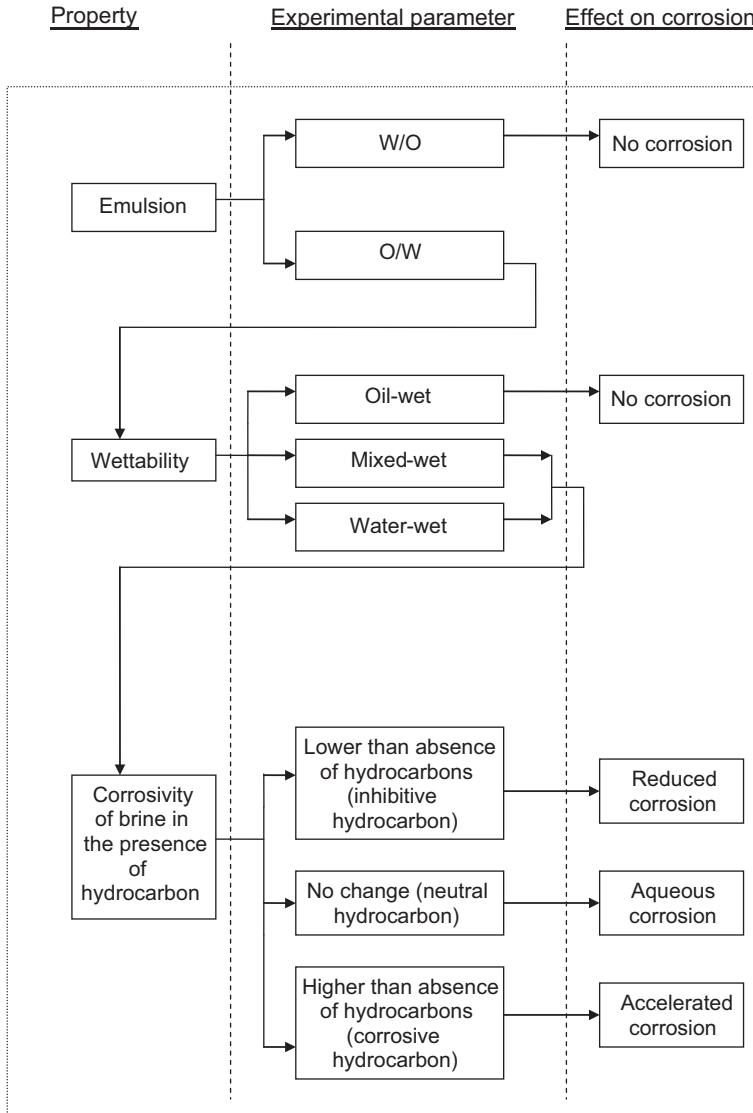 Property
Experimental parameter
Effect on corrosion
W/O
No corrosion
Emulsion
O/W
Oil-wet
No corrosion
Wettability
Mixed-wet
Water-wet
Lower than absence
of hydrocarbons
(inhibitive
hydrocarbon)
Reduced
corrosion
Corrosivity
of brine in
the presence
of
hydrocarbon
No change (neutral
hydrocarbon)
Aqueous
corrosion
Higher than absence
of hydrocarbons
(corrosive
hydrocarbon)
Accelerated
corrosion